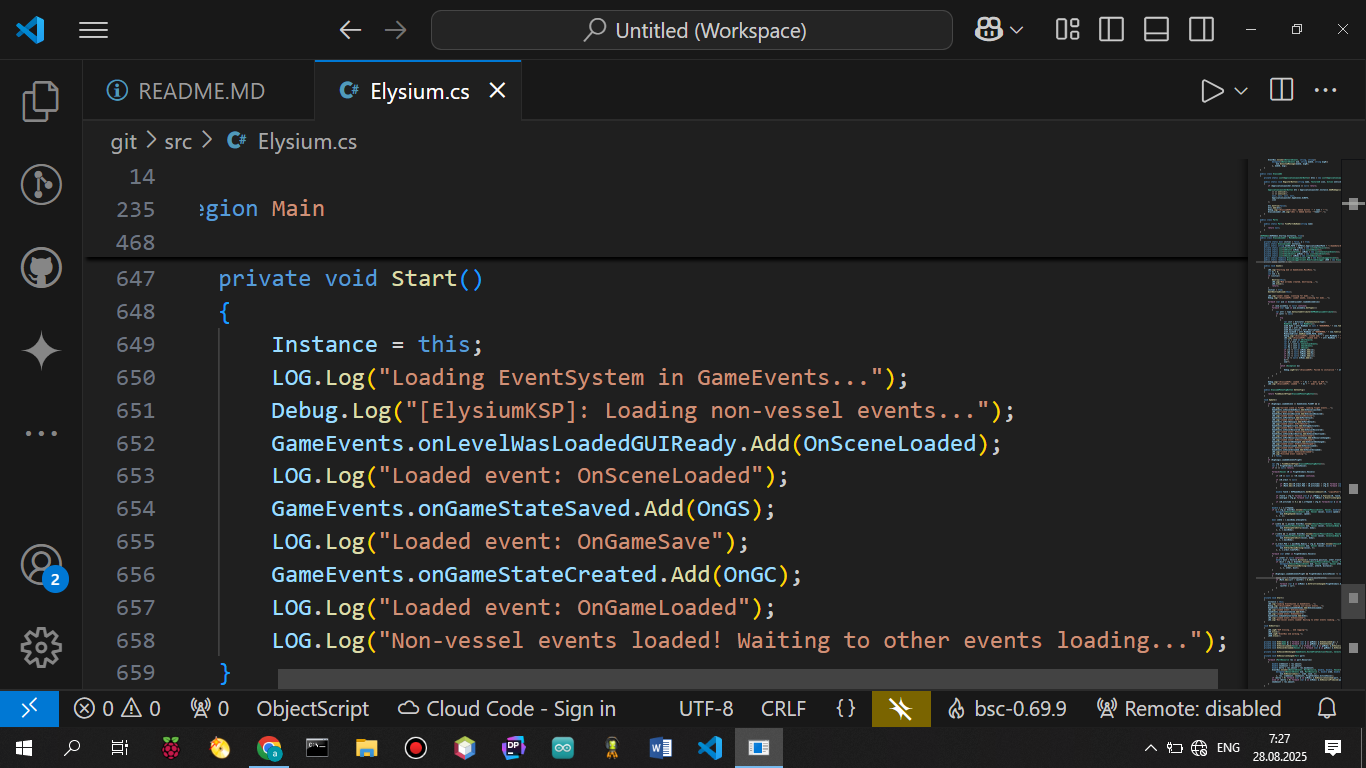 Untitled (Workspace)
README.MD
C# Elysium.cs
git > src > C# Elysium.cs
14
235 egion Main
468
647 private void Start()
648 {
649 Instance = this;
650 LOG.Log("Loading EventSystem in GameEvents...");
651 Debug.Log("[ElysiumKSP]: Loading non-vessel events...");
652 GameEvents.onLevelWasLoadedGUIReady.Add(OnSceneLoaded);
653 LOG.Log("Loaded event: OnSceneLoaded");
654 GameEvents.onGameStateSaved.Add(OnGS);
655 LOG.Log("Loaded event: OnGameSave");
656 GameEvents.onGameStateCreated.Add(OnGC);
657 LOG.Log("Loaded event: OnGameLoaded");
658 LOG.Log("Non-vessel events loaded! Waiting to other events loading...");
659 }
2
0 0 0 ObjectScript Cloud Code - Sign in UTF-8 CRLF {} bsc-0.69.9 Remote: disabled
DP
W
ENG
7:27
28.08.2025